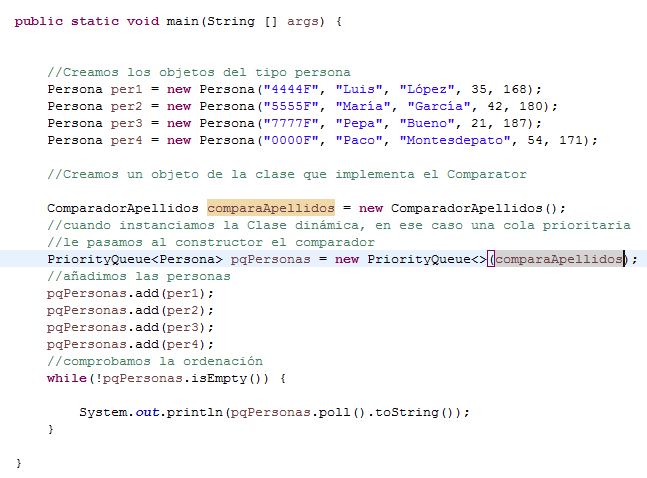 public static void main(String [] args) {
//Creamos los objetos del tipo persona
Persona per1 = new Persona("4444F", "Luis", "López", 35, 168);
Persona per2 = new Persona("5555F", "María", "García", 42, 180);
Persona per3 = new Persona("7777F", "Pepa", "Bueno", 21, 187);
Persona per4 = new Persona("0000F", "Paco", "Montesdepato", 54, 171);
//Creamos un objeto de la clase que implementa el Comparator
ComparadorApellidos comparaApellidos = new ComparadorApellidos();
//cuando instanciamos la Clase dinámica, en ese caso una cola prioritaria
//le pasamos al constructor el comparador
PriorityQueue<Persona> pqPersonas = new PriorityQueue<>(comparaApellidos);
//añadimos las personas
pqPersonas.add(per1);
pqPersonas.add(per2);
pqPersonas.add(per3);
pqPersonas.add(per4);
//comprobamos la ordenación
while(!pqPersonas.isEmpty()) {
System.out.println(pqPersonas.poll().toString());
}
}